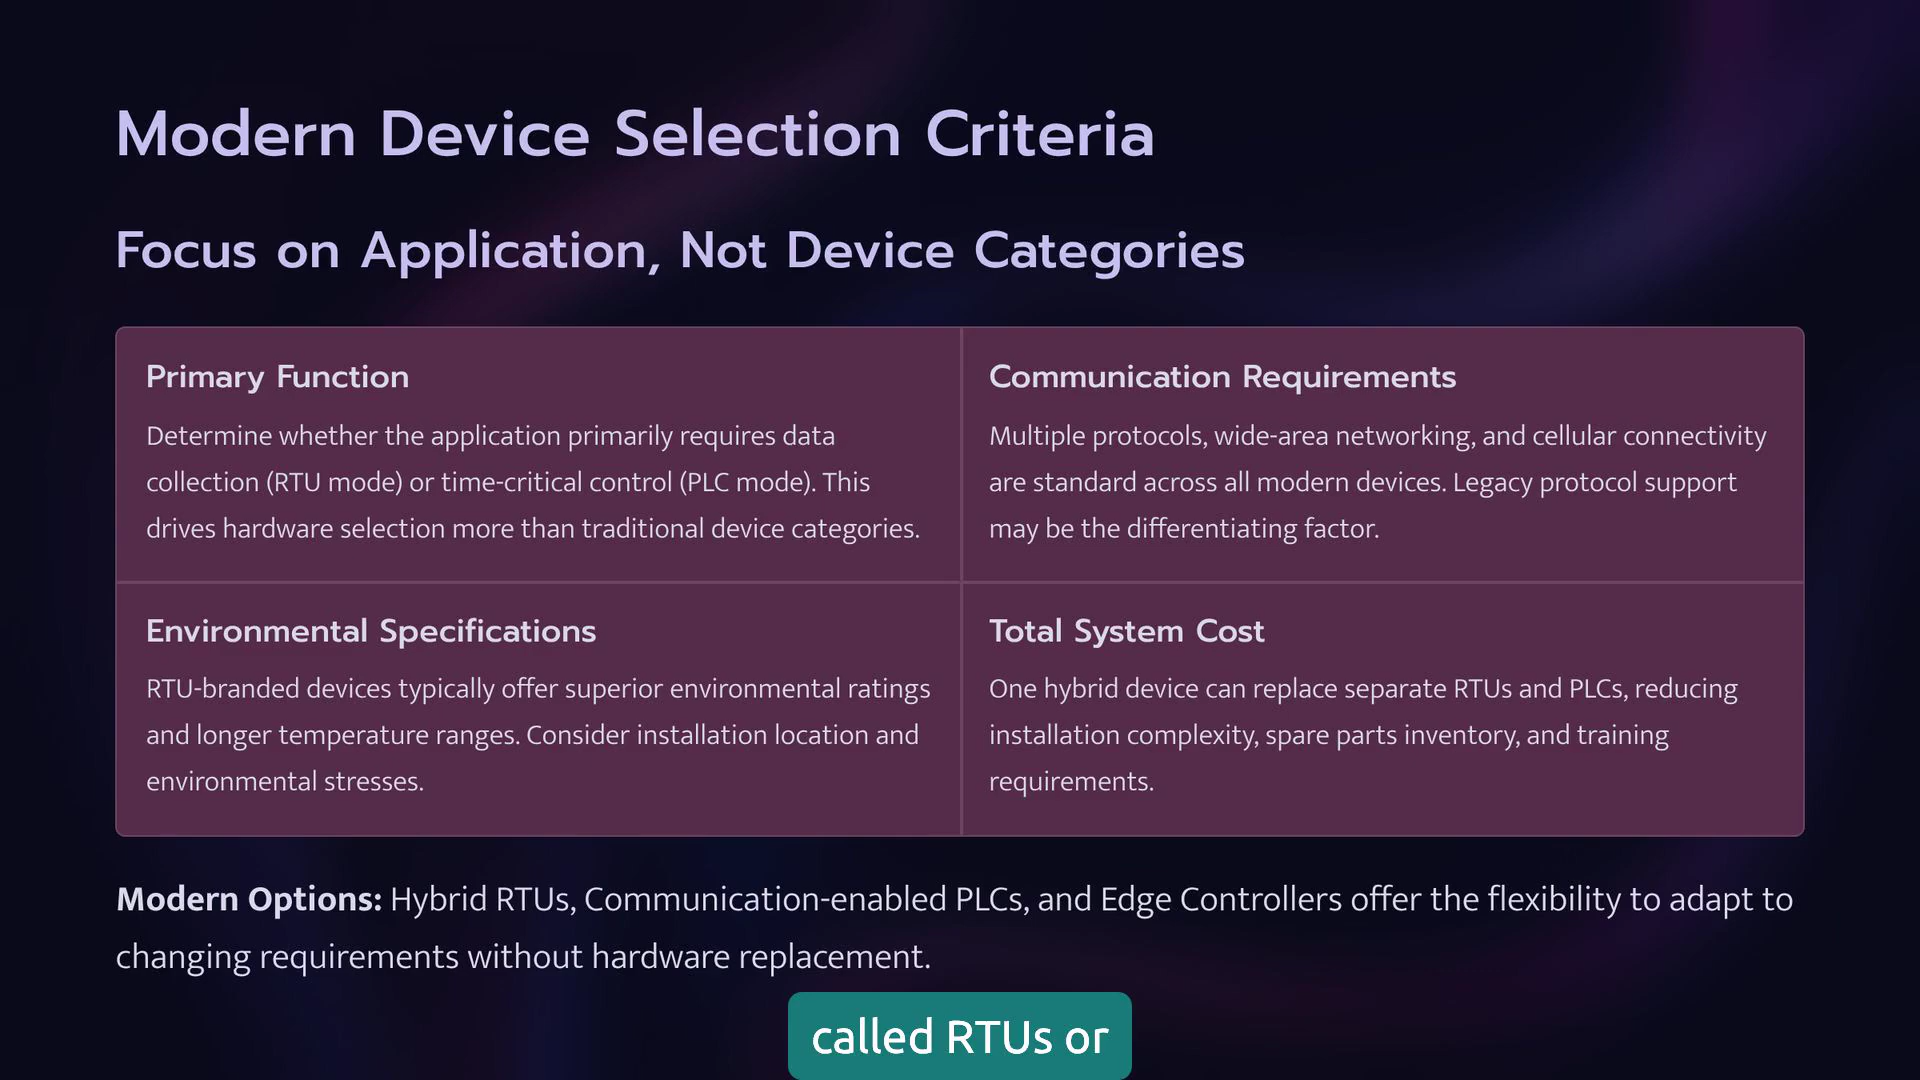 Modern Device Selection Criteria
Focus on Application, Not Device Categories
Primary Function
Determine whether the application primarily requires data
collection (RTU mode) or time-critical control (PLC mode). This
drives hardware selection more than traditional device categories.
Communication Requirements
Multiple protocols, wide-area networking, and cellular connectivity
are standard across all modern devices. Legacy protocol support
may be the differentiating factor.
Environmental Specifications
RTU-branded devices typically offer superior environmental ratings
and longer temperature ranges. Consider installation location and
environmental stresses.
Total System Cost
One hybrid device can replace separate RTUs and PLCs, reducing
installation complexity, spare parts inventory, and training
requirements.
Modern Options: Hybrid RTUs, Communication-enabled PLCs, and Edge Controllers offer the flexibility to adapt to
changing requirements without hardware replacement.
called RTUs or